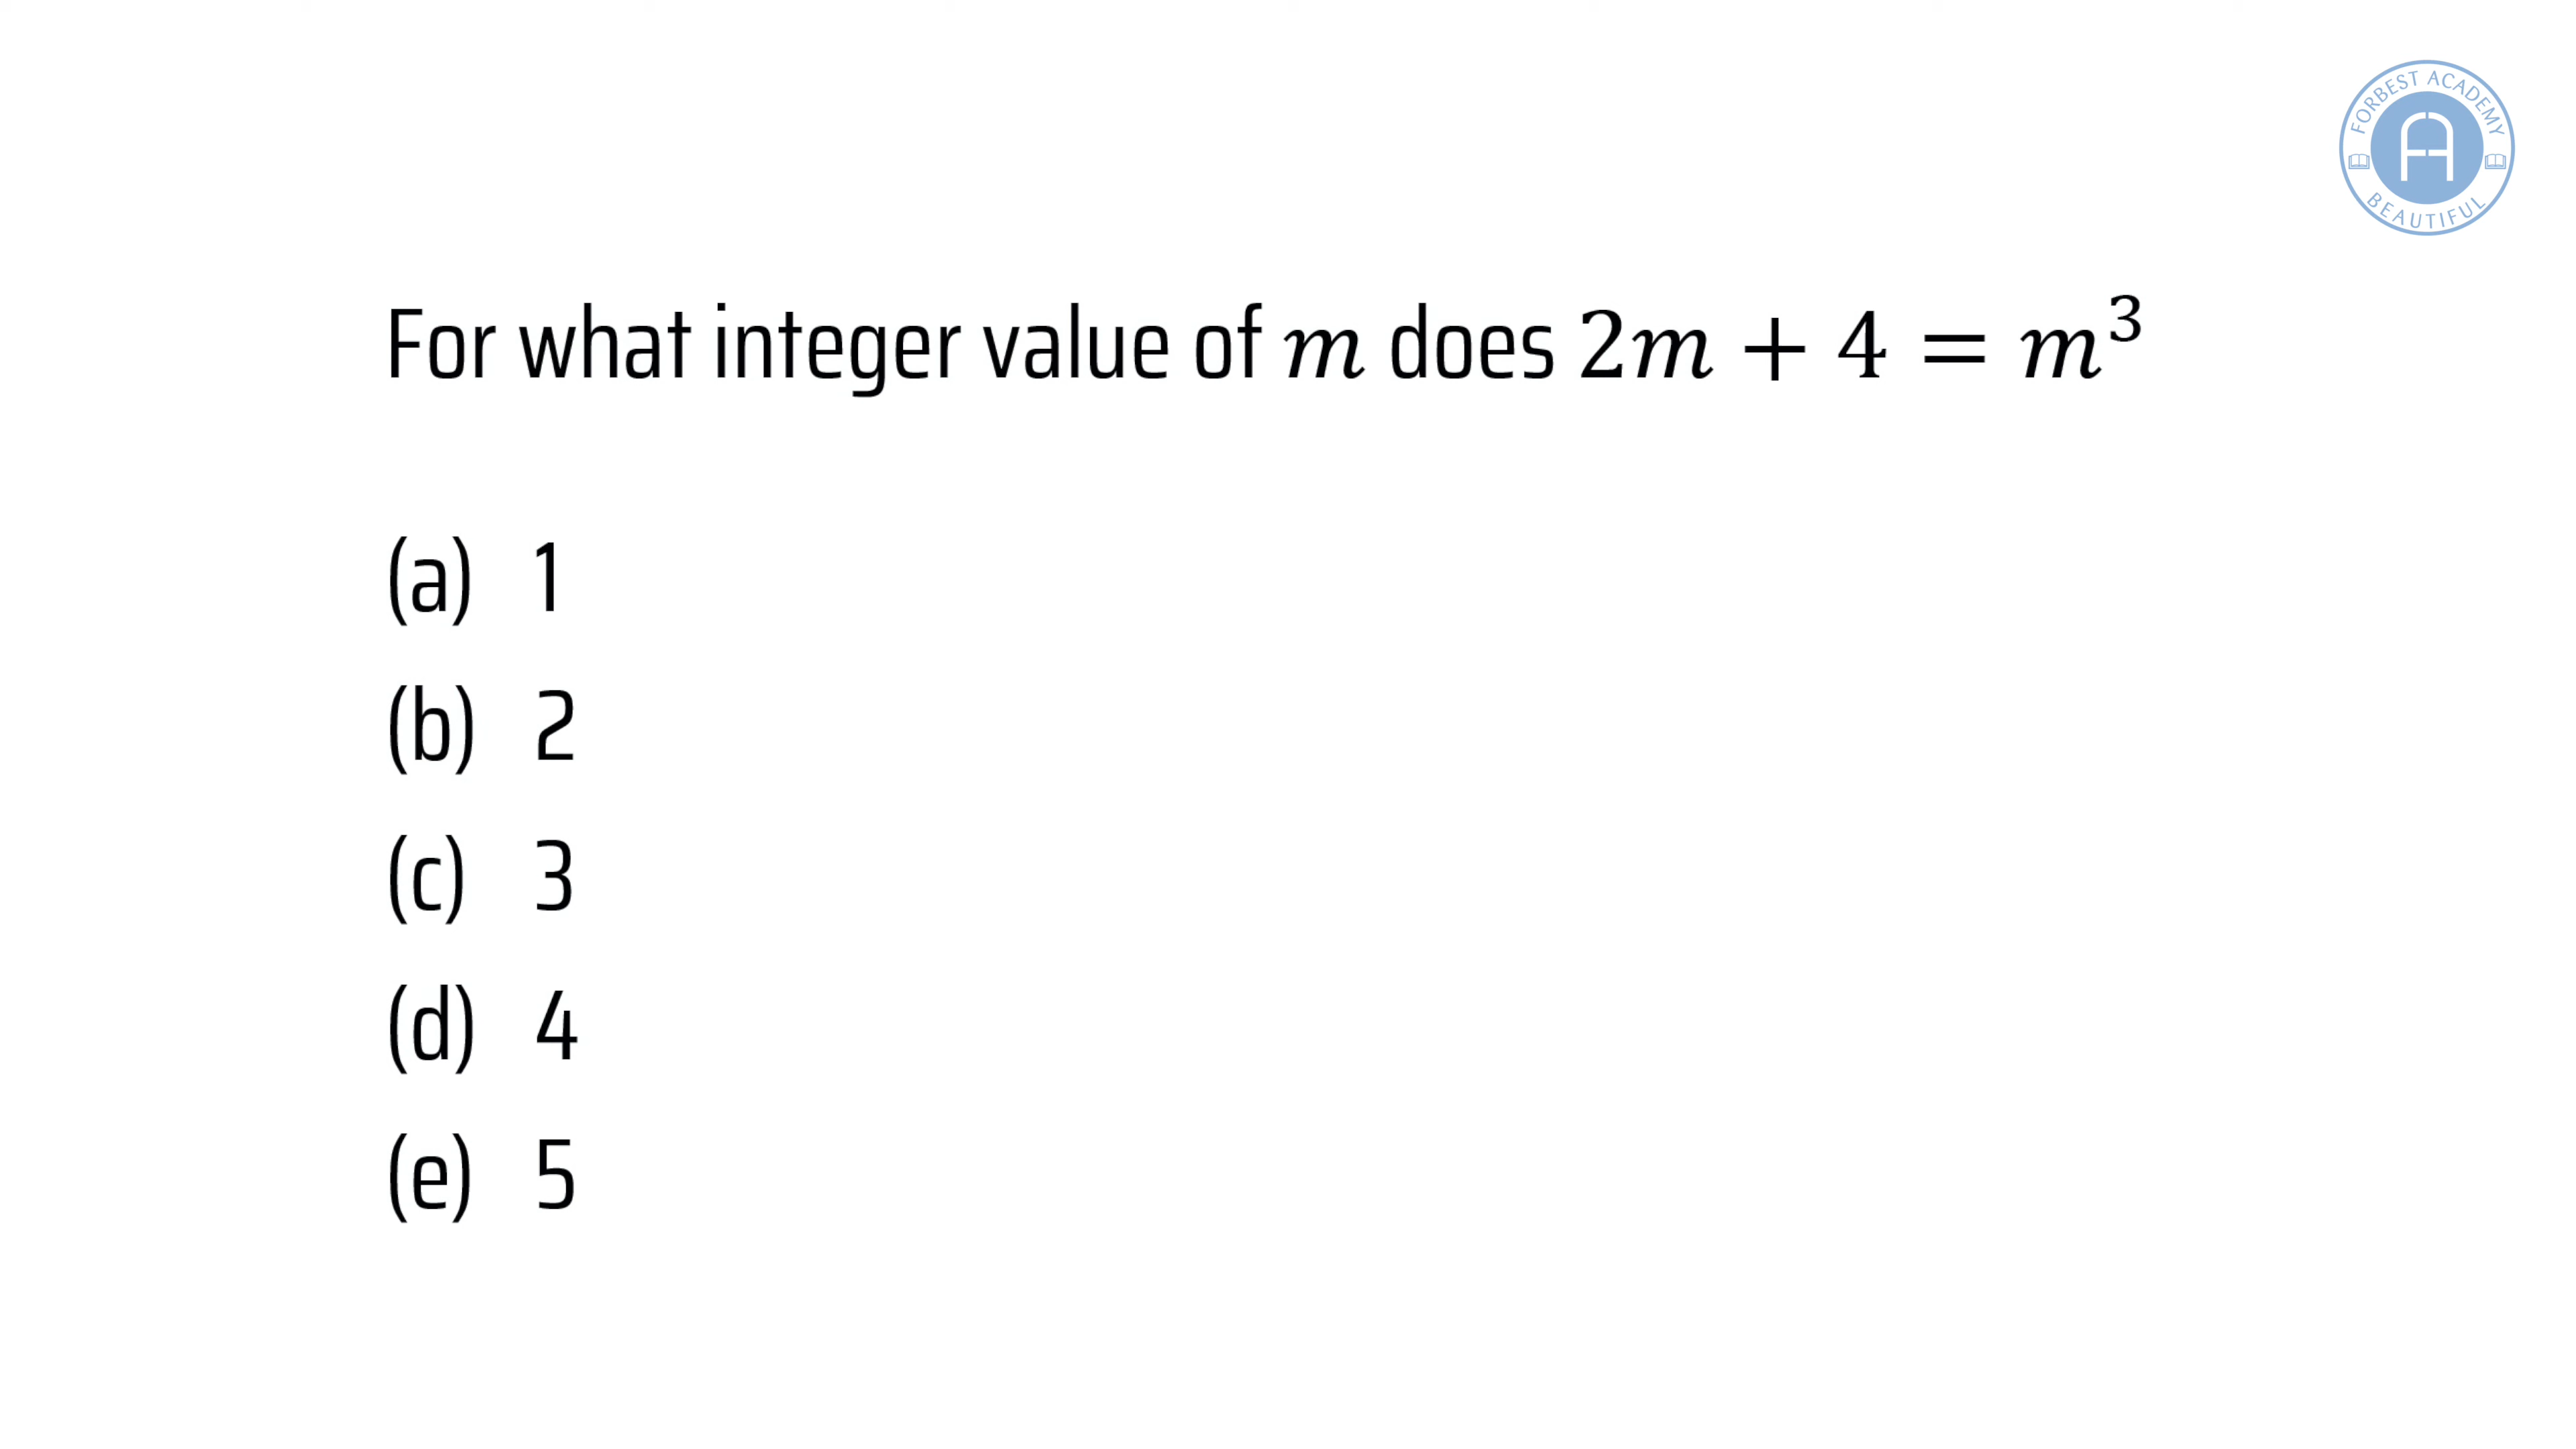 FORBEST ACADEMY
BEAUTIFUL
For what integer value of m does 2m + 4 = m³
(a) 1
(b) 2
(c) 3
(d) 4
(e) 5